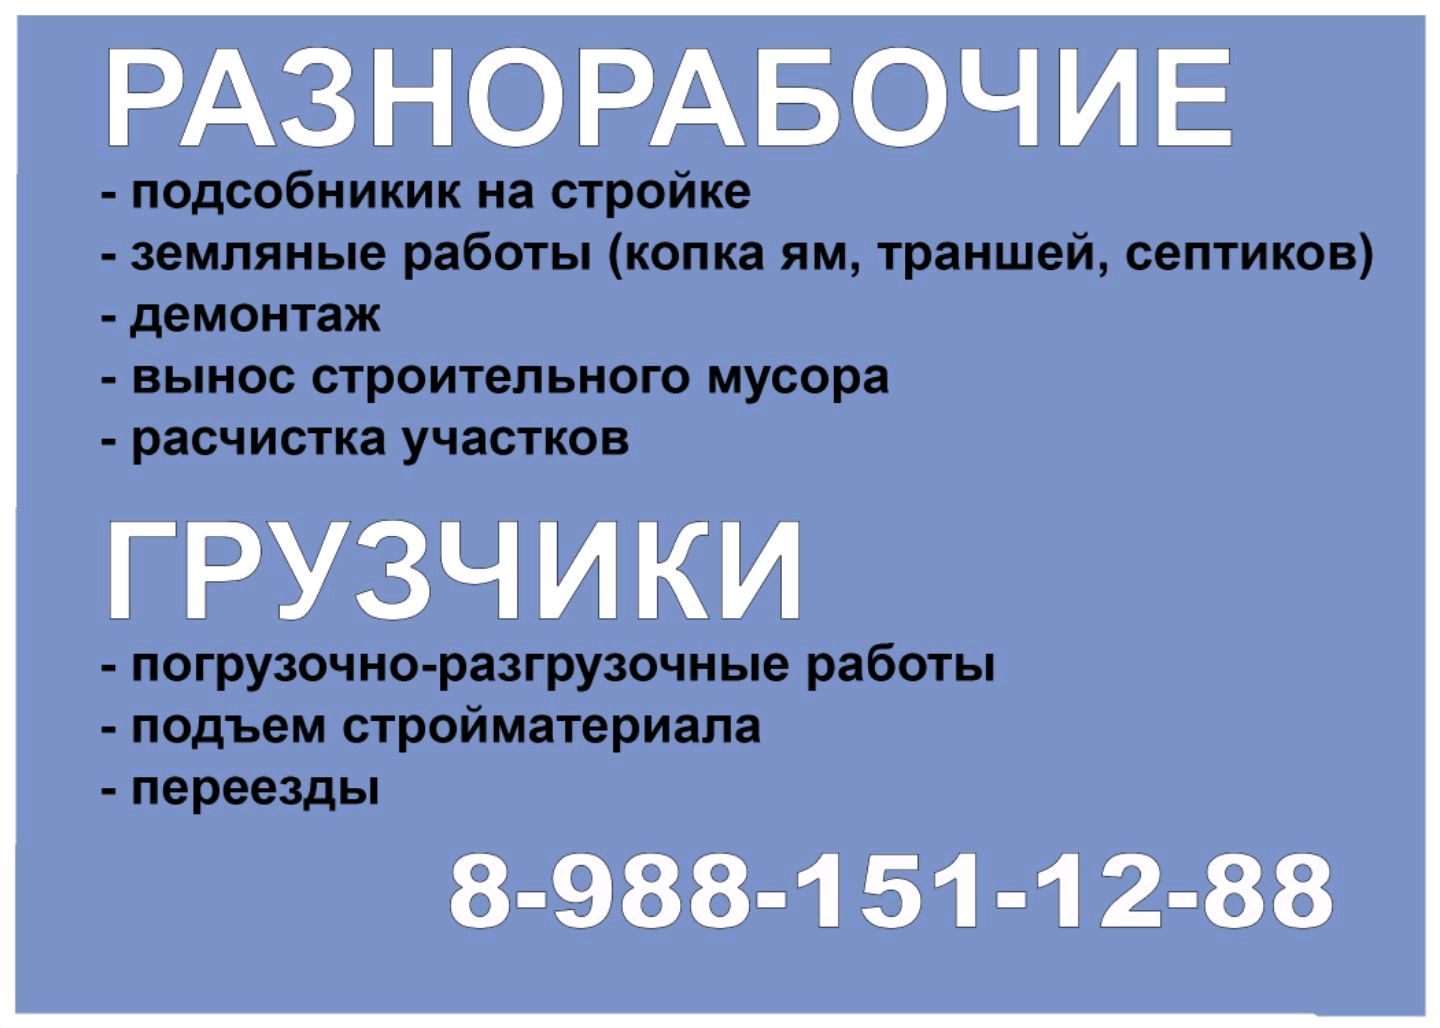 РАЗНОРАБОЧИЕ
- подсобникик на стройке
- земляные работы (копка ям, траншей, септиков)
- демонтаж
- вынос строительного мусора
- расчистка участков
ГРУЗЧИКИ
- погрузочно-разгрузочные работы
- подъем стройматериала
- переезды
8-988-151-12-88